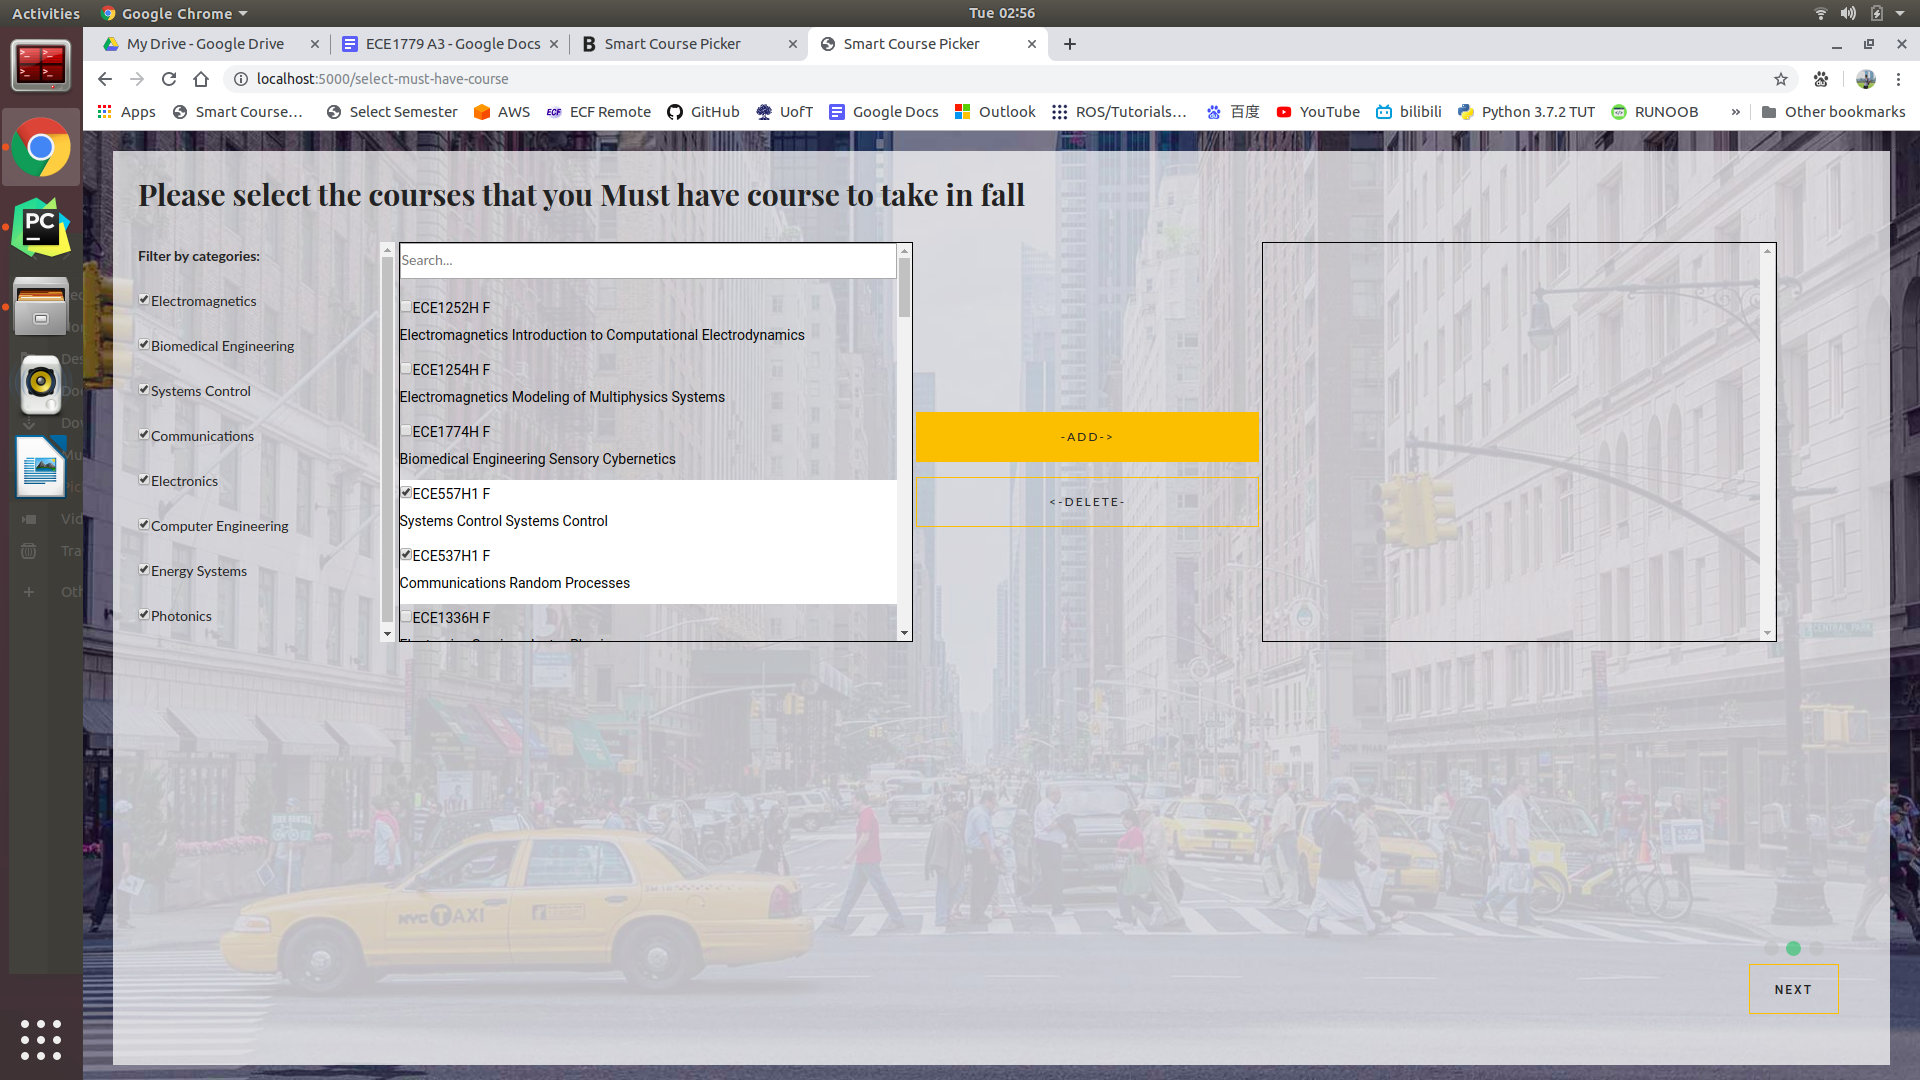 Activities
Google Chrome
Tue 02:56
My Drive - Google Drive
ECE1779 A3 - Google Docs
Smart Course Picker
Smart Course Picker
localhost:5000/select-must-have-course
Apps
Smart Course...
Select Semester
AWS
ECF Remote
GitHub
UofT
Google Docs
Outlook
ROS/Tutorials...
百度
YouTube
bilibili
Python 3.7.2 TUT
RUNOOB
»
Other bookmarks
Please select the courses that you Must have course to take in fall
Filter by categories:
Electromagnetics
Biomedical Engineering
Systems Control
Communications
Electronics
Computer Engineering
Energy Systems
Photonics
Search...
ECE1252H F
Electromagnetics Introduction to Computational Electrodynamics
ECE1254H F
Electromagnetics Modeling of Multiphysics Systems
ECE1774H F
Biomedical Engineering Sensory Cybernetics
ECE557H1 F
Systems Control Systems Control
ECE537H1 F
Communications Random Processes
ECE1336H F
-ADD->
<-DELETE-
NYC TAXI
CENTRAL PARK
NEXT
PC